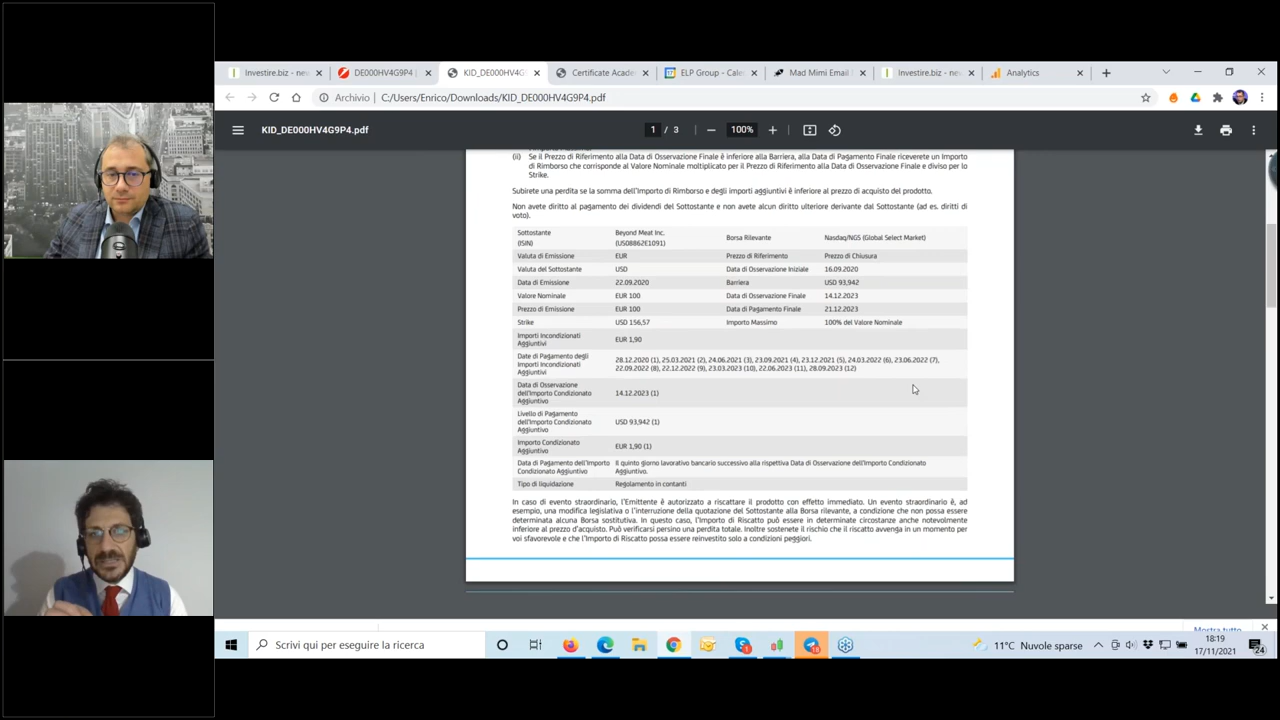 Investire.biz - ne
DE000HV4G9P4 |
KID_DE000HV4G
Certificate Acade
ELP Group - Cale
Mad Mimi Email
Investire.biz - ne
Analytics
Archivio | C:/Users/Enrico/Downloads/KID_DE000HV4G9P4.pdf
KID_DE000HV4G9P4.pdf
1 / 3
100%
(ii) Se il Prezzo di Riferimento alla Data di Osservazione Finale è inferiore alla Barriera, alla Data di Pagamento Finale riceverete un Importo
di Rimborso che corrisponde al Valore Nominale moltiplicato per il Prezzo di Riferimento alla Data di Osservazione Finale e diviso per lo
Strike.
Subirete una perdita se la somma dell'Importo di Rimborso e degli importi aggiuntivi è inferiore al prezzo di acquisto del prodotto.
Non avete diritto al pagamento dei dividendi del Sottostante e non avete alcun diritto ulteriore derivante dal Sottostante (ad es. diritti di
voto).
Sottostante
(ISIN)
Beyond Meat Inc.
(US08862E1091)
Borsa Rilevante
Nasdaq/NGS (Global Select Market)
Valuta di Emissione EUR Prezzo di Riferimento Prezzo di Chiusura
Valuta del Sottostante USD Data di Osservazione Iniziale 16.09.2020
Data di Emissione 22.09.2020 Barriera USD 93,942
Valore Nominale EUR 100 Data di Osservazione Finale 14.12.2023
Prezzo di Emissione EUR 100 Data di Pagamento Finale 21.12.2023
Strike USD 156,57 Importo Massimo 100% del Valore Nominale
Importi Incondizionati
Aggiuntivi
EUR 1,90
Date di Pagamento degli
Importi Incondizionati
Aggiuntivi
28.12.2020 (1), 25.03.2021 (2), 24.06.2021 (3), 23.09.2021 (4), 23.12.2021 (5), 24.03.2022 (6), 23.06.2022 (7),
22.09.2022 (8), 22.12.2022 (9), 23.03.2023 (10), 22.06.2023 (11), 28.09.2023 (12)
Data di Osservazione
dell'Importo Condizionato
Aggiuntivo
14.12.2023 (1)
Livello di Pagamento
dell'Importo Condizionato
Aggiuntivo
USD 93,942 (1)
Importo Condizionato
Aggiuntivo
EUR 1,90 (1)
Data di Pagamento dell'Importo
Condizionato Aggiuntivo
Il quinto giorno lavorativo bancario successivo alla rispettiva Data di Osservazione dell'Importo Condizionato
Aggiuntivo.
Tipo di liquidazione Regolamento in contanti
In caso di evento straordinario, l'Emittente è autorizzato a riscattare il prodotto con effetto immediato. Un evento straordinario è, ad
esempio, una modifica legislativa o l'interruzione della quotazione del Sottostante alla Borsa rilevante, a condizione che non possa essere
determinata alcuna Borsa sostitutiva. In questo caso, l'Importo di Riscatto può essere in determinate circostanze anche notevolmente
inferiore al prezzo d'acquisto. Può verificarsi persino una perdita totale. Inoltre sostenete il rischio che il riscatto avvenga in un momento per
voi sfavorevole e che l'Importo di Riscatto possa essere reinvestito solo a condizioni peggiori.
Mostra tutto
Scrivi qui per eseguire la ricerca
11°C Nuvole sparse
18:19
17/11/2021
24